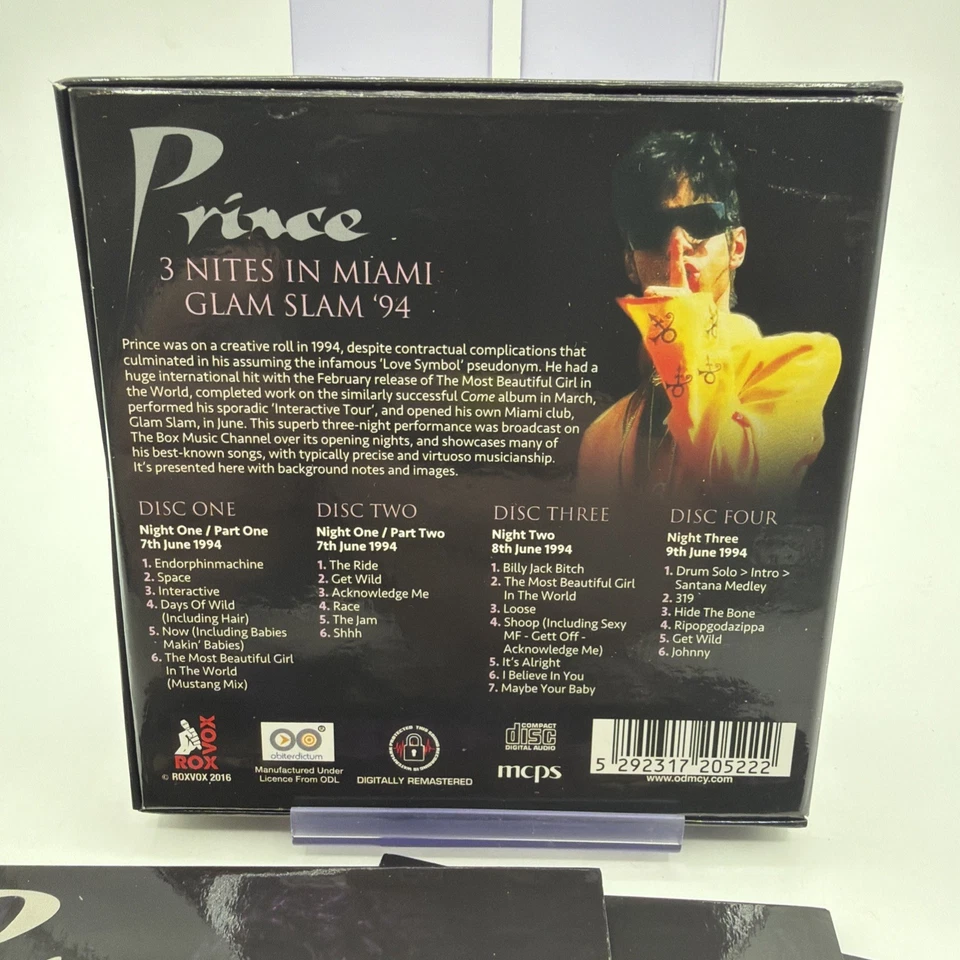 Prince
3 NITES IN MIAMI
GLAM SLAM '94
Prince was on a creative roll in 1994, despite contractual complications that
culminated in his assuming the infamous 'Love Symbol' pseudonym. He had a
huge international hit with the February release of The Most Beautiful Girl in
the World, completed work on the similarly successful Come album in March,
performed his sporadic 'Interactive Tour', and opened his own Miami club,
Glam Slam, in June. This superb three-night performance was broadcast on
The Box Music Channel over its opening nights, and showcases many of
his best-known songs, with typically precise and virtuoso musicianship.
It's presented here with background notes and images.
DISC ONE
Night One / Part One
7th June 1994
1. Endorphinmachine
2. Space
3. Interactive
4. Days Of Wild
(Including Hair)
5. Now (Including Babies
Makin' Babies)
6. The Most Beautiful Girl
In The World
(Mustang Mix)
DISC TWO
Night One / Part Two
7th June 1994
1. The Ride
2. Get Wild
3. Acknowledge Me
4. Race
5. The Jam
6. Shhh
DISC THREE
Night Two
8th June 1994
1. Billy Jack Bitch
2. The Most Beautiful Girl
In The World
3. Loose
4. Shoop (Including Sexy
MF - Gett Off -
Acknowledge Me)
5. It's Alright
6. I Believe In You
7. Maybe Your Baby
DISC FOUR
Night Three
9th June 1994
1. Drum Solo > Intro >
Santana Medley
2. 319
3. Hide The Bone
4. Ripopgodazippa
5. Get Wild
6. Johnny
ROXVOX
© ROXVOX 2016
obiterdictum
Manufactured Under
Licence From ODL
DIGITALLY REMASTERED
COMPACT
disc
DIGITAL AUDIO
mcps
5 292317 205222
www.odmcy.com